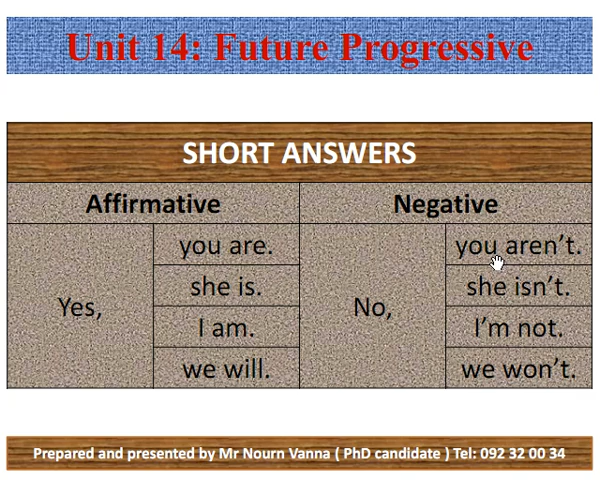 Unit 14: Future Progressive
SHORT ANSWERS
Affirmative
Negative
Yes,
you are.
she is.
I am.
we will.
No,
you aren’t.
she isn’t.
I’m not.
we won’t.
Prepared and presented by Mr Nourn Vanna ( PhD candidate ) Tel: 092 32 00 34